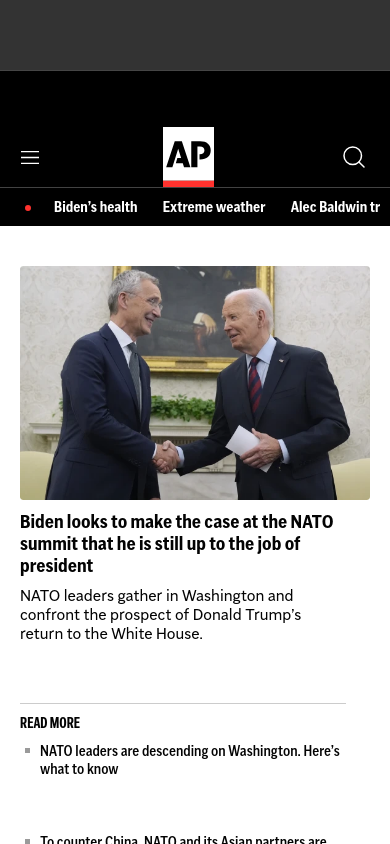 AP
Biden's health Extreme weather Alec Baldwin tr
Biden looks to make the case at the NATO
summit that he is still up to the job of
president
NATO leaders gather in Washington and
confront the prospect of Donald Trump's
return to the White House.
READ MORE
NATO leaders are descending on Washington. Here's
what to know
To counter China, NATO and its Asian partners are